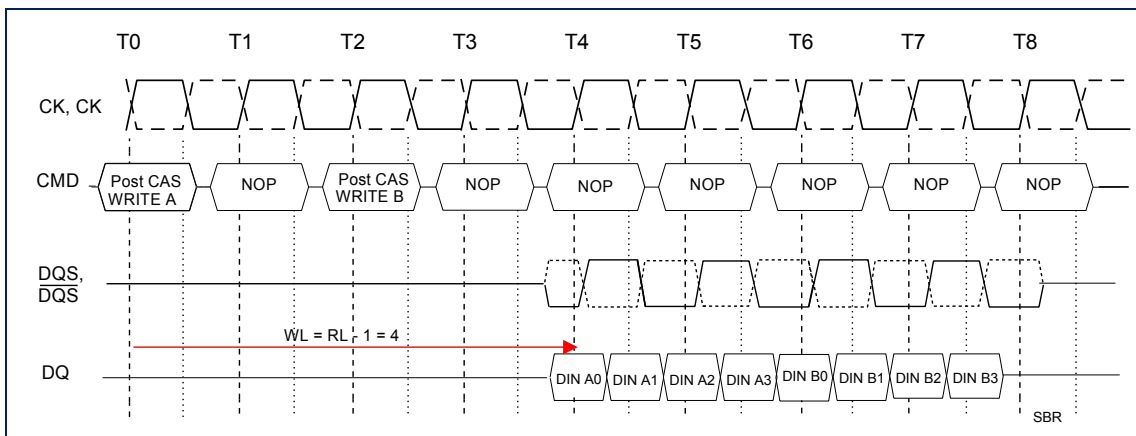 T0 T1 T2 T3 T4 T5 T6 T7 T8
CK, CK
CMD
Post CAS
WRITE A
NOP
Post CAS
WRITE B
NOP
NOP
NOP
NOP
NOP
NOP
DQS,
DQS
WL = RL - 1 = 4
DQ
DIN A0 DIN A1 DIN A2 DIN A3 DIN B0 DIN B1 DIN B2 DIN B3
SBR